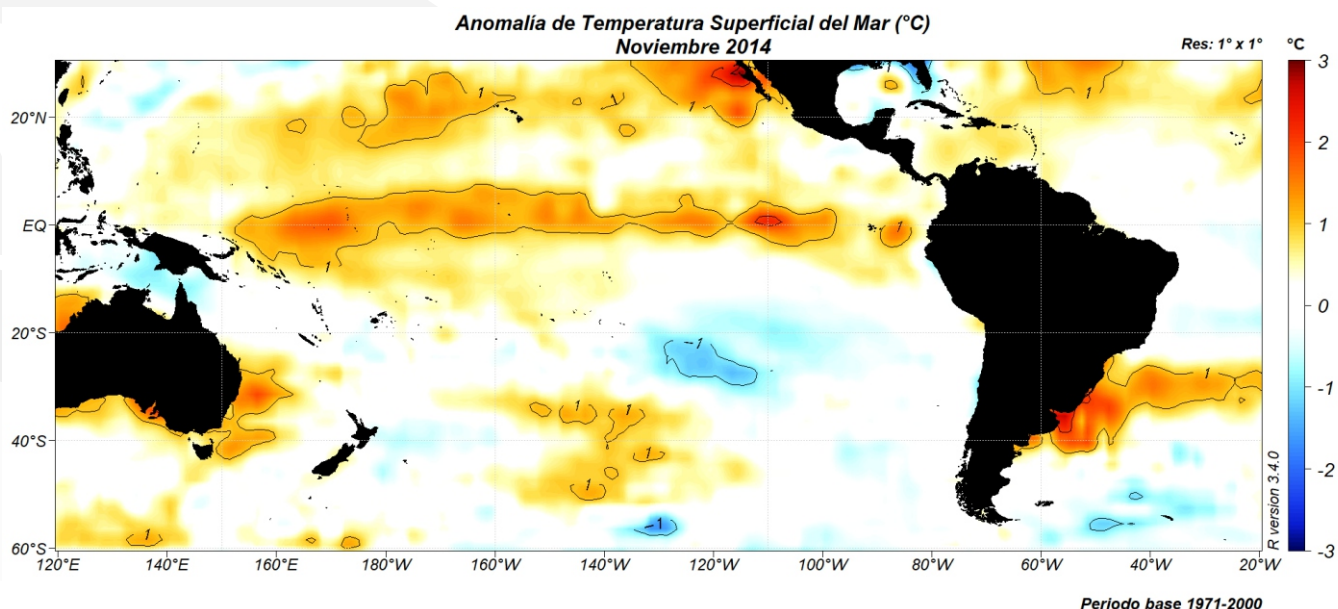 Anomalía de Temperatura Superficial del Mar (°C)
Noviembre 2014
Res: 1° x 1°
°C
3
2
1
0
-1
-2
-3
20°N
EQ
20°S
40°S
60°S
120°E
140°E
160°E
180°W
160°W
140°W
120°W
100°W
80°W
60°W
40°W
20°W
1
1
1
1
1
1
1
1
1
1
1
1
1
1
-1
-1
R version 3.4.0
Periodo base 1971-2000